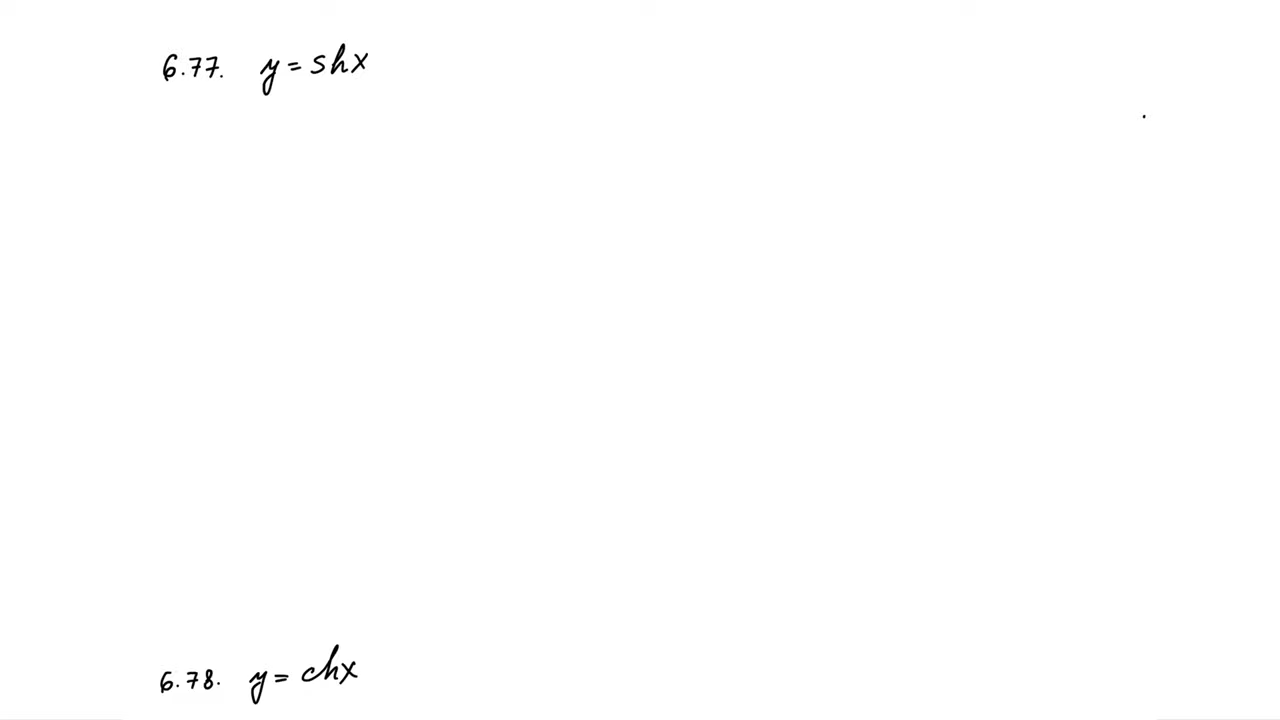 6.77. y = shx
6.78. y = chx